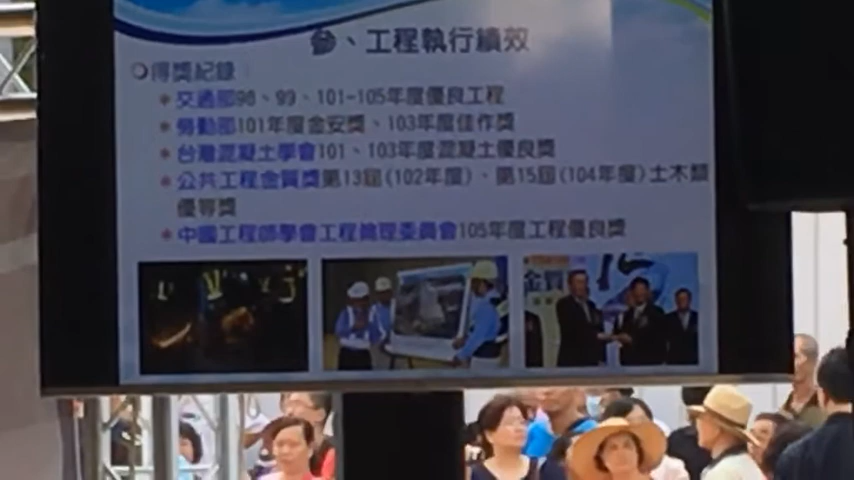 參、工程執行績效
得獎紀錄:
交通部98、99、101-105年度優良工程
勞動部101年度金安獎、103年度佳作獎
台灣混凝土學會101、103年度混凝土優良獎
公共工程金質獎第13屆(102年度)、第15屆(104年度)土木類
優等獎
中國工程師學會工程倫理委員會105年度工程優良獎
金質